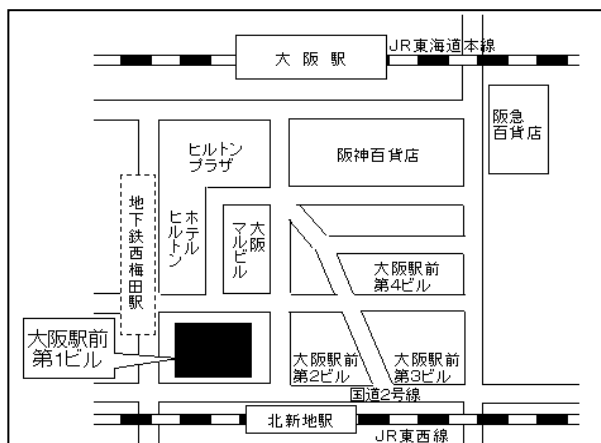 JR東海道本線
大阪駅
阪急
百貨店
ヒルトン
プラザ
阪神百貨店
地下鉄西梅田駅
ホテル
ヒルトン
大阪
マルビル
大阪駅前
第4ビル
大阪駅前
第1ビル
大阪駅前
第2ビル
大阪駅前
第3ビル
国道2号線
北新地駅
JR東西線